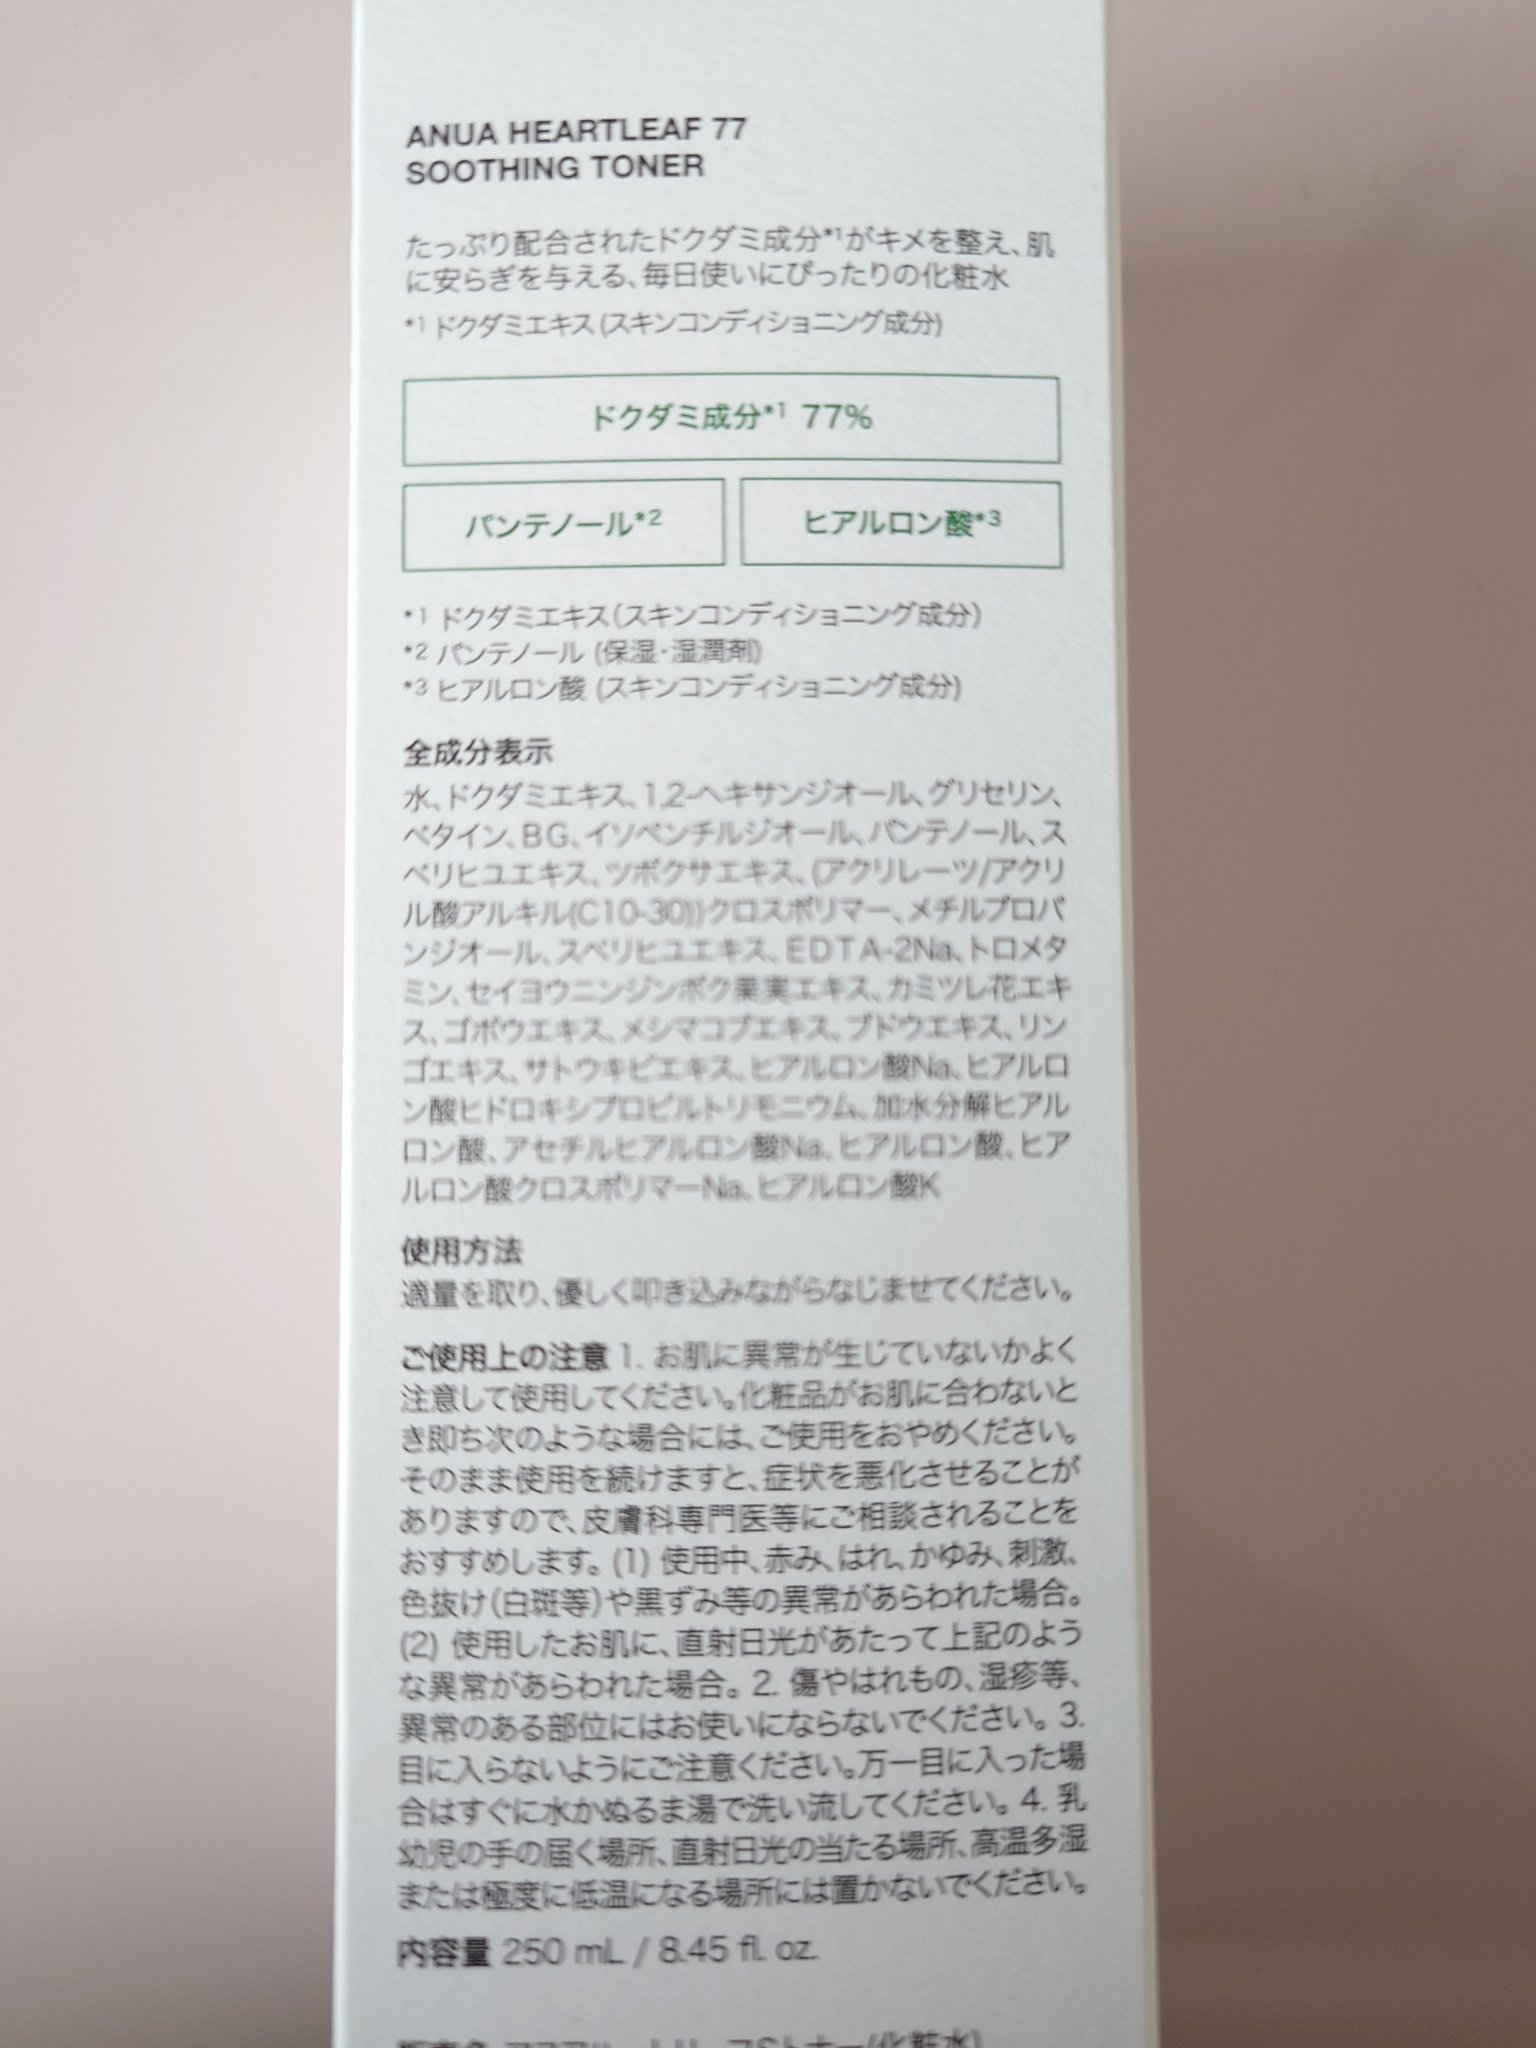 ANUA HEARTLEAF 77
SOOTHING TONER
たっぷり配合されたドクダミ成分*1がキメを整え、肌
に安らぎを与える、毎日使いにぴったりの化粧水
*1 ドクダミエキス(スキンコンディショニング成分)
ドクダミ成分*1 77%
パンテノール*2
ヒアルロン酸*3
*1 ドクダミエキス(スキンコンディショニング成分)
*2 パンテノール (保湿・湿潤剤)
*3 ヒアルロン酸 (スキンコンディショニング成分)
全成分表示
水、ドクダミエキス、1,2-ヘキサンジオール、グリセリン、
ベタイン、BG、イソペンチルジオール、パンテノール、ス
ベリヒユエキス、ツボクサエキス、(アクリレーツ/アクリ
ル酸アルキル(C10-30))クロスポリマー、メチルプロパ
ンジオール、スベリヒユエキス、EDTA-2Na、トロメタ
ミン、セイヨウニンジンボク果実エキス、カミツレ花エキ
ス、ゴボウエキス、メシマコブエキス、ブドウエキス、リン
ゴエキス、サトウキビエキス、ヒアルロン酸Na、ヒアルロ
ン酸ヒドロキシプロピルトリモニウム、加水分解ヒアル
ロン酸、アセチルヒアルロン酸Na、ヒアルロン酸、ヒア
ルロン酸クロスポリマーNa、ヒアルロン酸K
使用方法
適量を取り、優しく叩き込みながらなじませてください。
ご使用上の注意 1. お肌に異常が生じていないかよく
注意して使用してください。化粧品がお肌に合わないと
き即ち次のような場合には、ご使用をおやめください。
そのまま使用を続けますと、症状を悪化させることが
ありますので、皮膚科専門医等にご相談されることを
おすすめします。(1) 使用中、赤み、はれ、かゆみ、刺激、
色抜け(白斑等)や黒ずみ等の異常があらわれた場合。
(2) 使用したお肌に、直射日光があたって上記のよう
な異常があらわれた場合。2. 傷やはれもの、湿疹等、
異常のある部位にはお使いにならないでください。3.
目に入らないようにご注意ください。万一目に入った場
合はすぐに水かぬるま湯で洗い流してください。4. 乳
幼児の手の届く場所、直射日光の当たる場所、高温多湿
または極度に低温になる場所には置かないでください。
内容量 250 mL / 8.45 fl. oz.